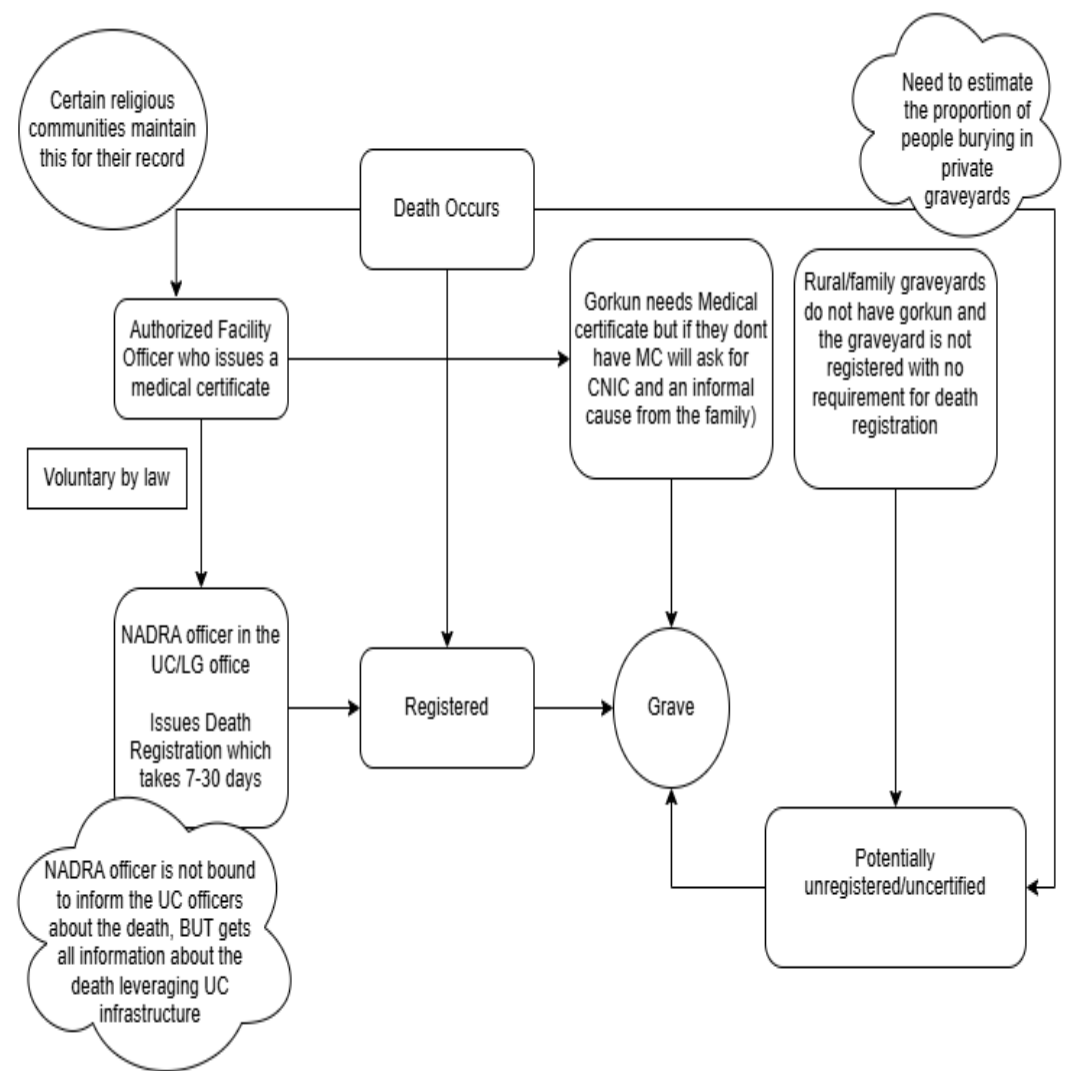 Certain religious
communities maintain
this for their record
Need to estimate
the proportion of
people burying in
private
graveyards
Death Occurs
Authorized Facility
Officer who issues a
medical certificate
Gorkun needs Medical
certificate but if they dont
have MC will ask for
CNIC and an informal
cause from the family)
Rural/family graveyards
do not have gorkun and
the graveyard is not
registered with no
requirement for death
registration
Voluntary by law
NADRA officer in the
UC/LG office
Issues Death
Registration which
takes 7-30 days
Registered
Grave
NADRA officer is not bound
to inform the UC officers
about the death, BUT gets
all information about the
death leveraging UC
infrastructure
Potentially
unregistered/uncertified